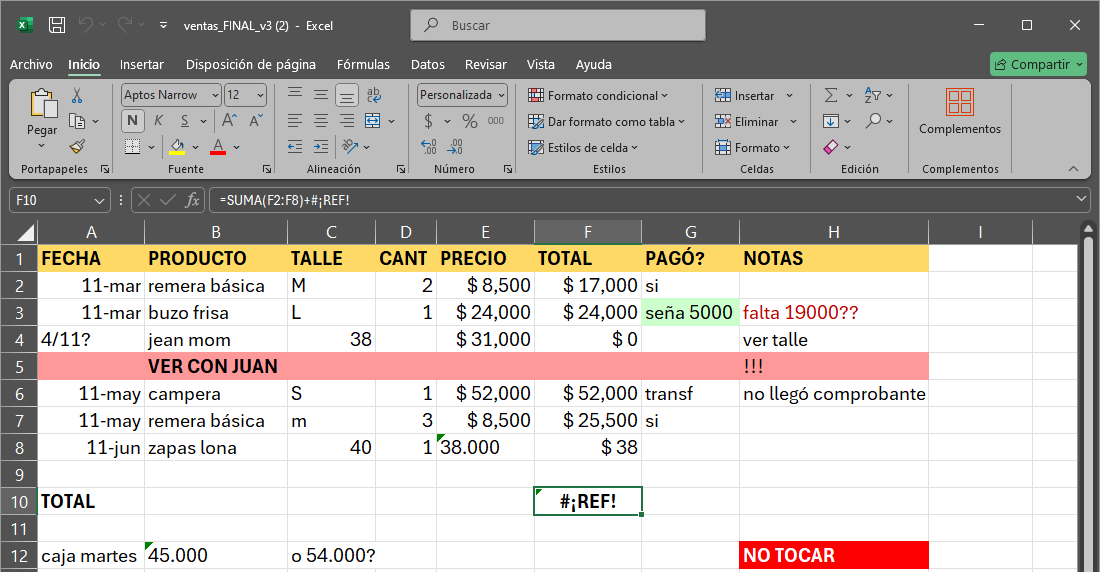 ventas_FINAL_v3 (2) - Excel
Buscar
Archivo Inicio Insertar Disposición de página Fórmulas Datos Revisar Vista Ayuda Compartir
Pegar
Portapapeles
Aptos Narrow 12
N K S A A
A
Fuente
ab
Alineación
Personalizada
$ % 000
Número
Formato condicional
Dar formato como tabla
Estilos de celda
Estilos
Insertar
Eliminar
Formato
Celdas
Complementos
Complementos
F10 fx =SUMA(F2:F8)+#¡REF!
A B C D E F G H I
1 FECHA PRODUCTO TALLE CANT PRECIO TOTAL PAGÓ? NOTAS
2 11-mar remera básica M 2 $ 8,500 $ 17,000 si
3 11-mar buzo frisa L 1 $ 24,000 $ 24,000 seña 5000 falta 19000??
4 4/11? jean mom 38 $ 31,000 $ 0 ver talle
5 VER CON JUAN !!!
6 11-may campera S 1 $ 52,000 $ 52,000 transf no llegó comprobante
7 11-may remera básica m 3 $ 8,500 $ 25,500 si
8 11-jun zapas lona 40 1 38.000 $ 38
9
10 TOTAL #¡REF!
11
12 caja martes 45.000 o 54.000? NO TOCAR